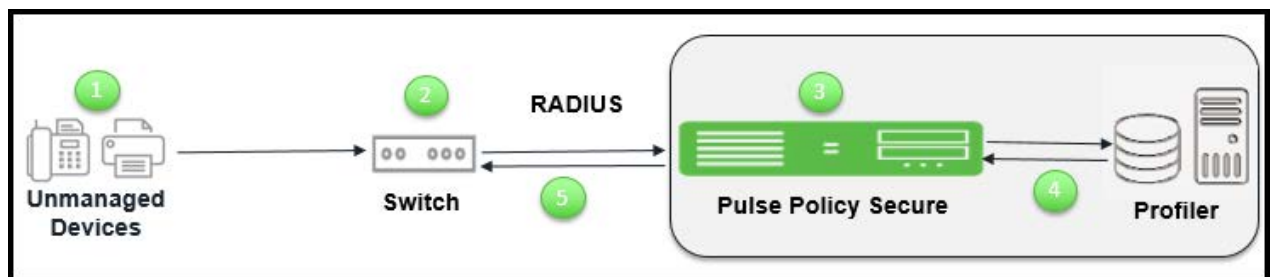 1
2
RADIUS
3
=
4
5
Unmanaged
Devices
Switch
Pulse Policy Secure
Profiler